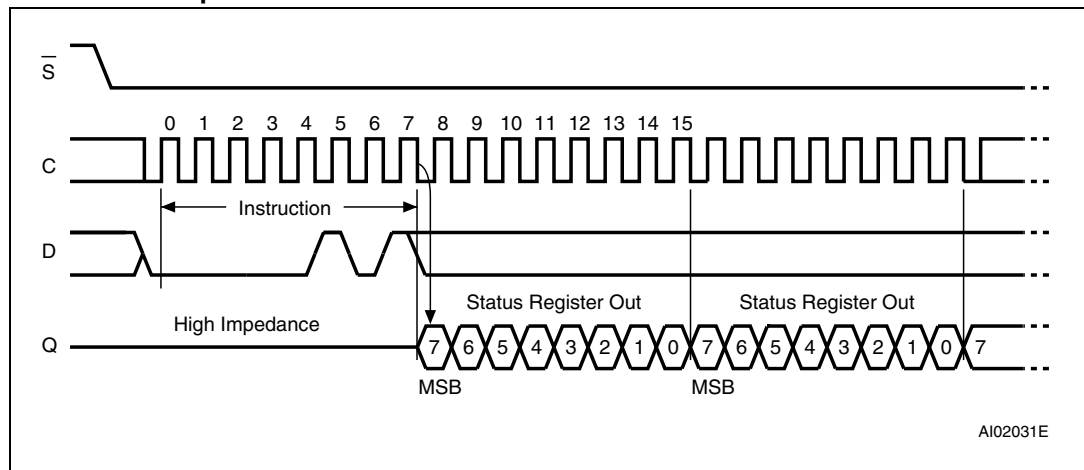 S
0 1 2 3 4 5 6 7 8 9 10 11 12 13 14 15
C
Instruction
D
Status Register Out Status Register Out
High Impedance
Q 7 6 5 4 3 2 1 0 7 6 5 4 3 2 1 0 7
MSB MSB
AI02031E